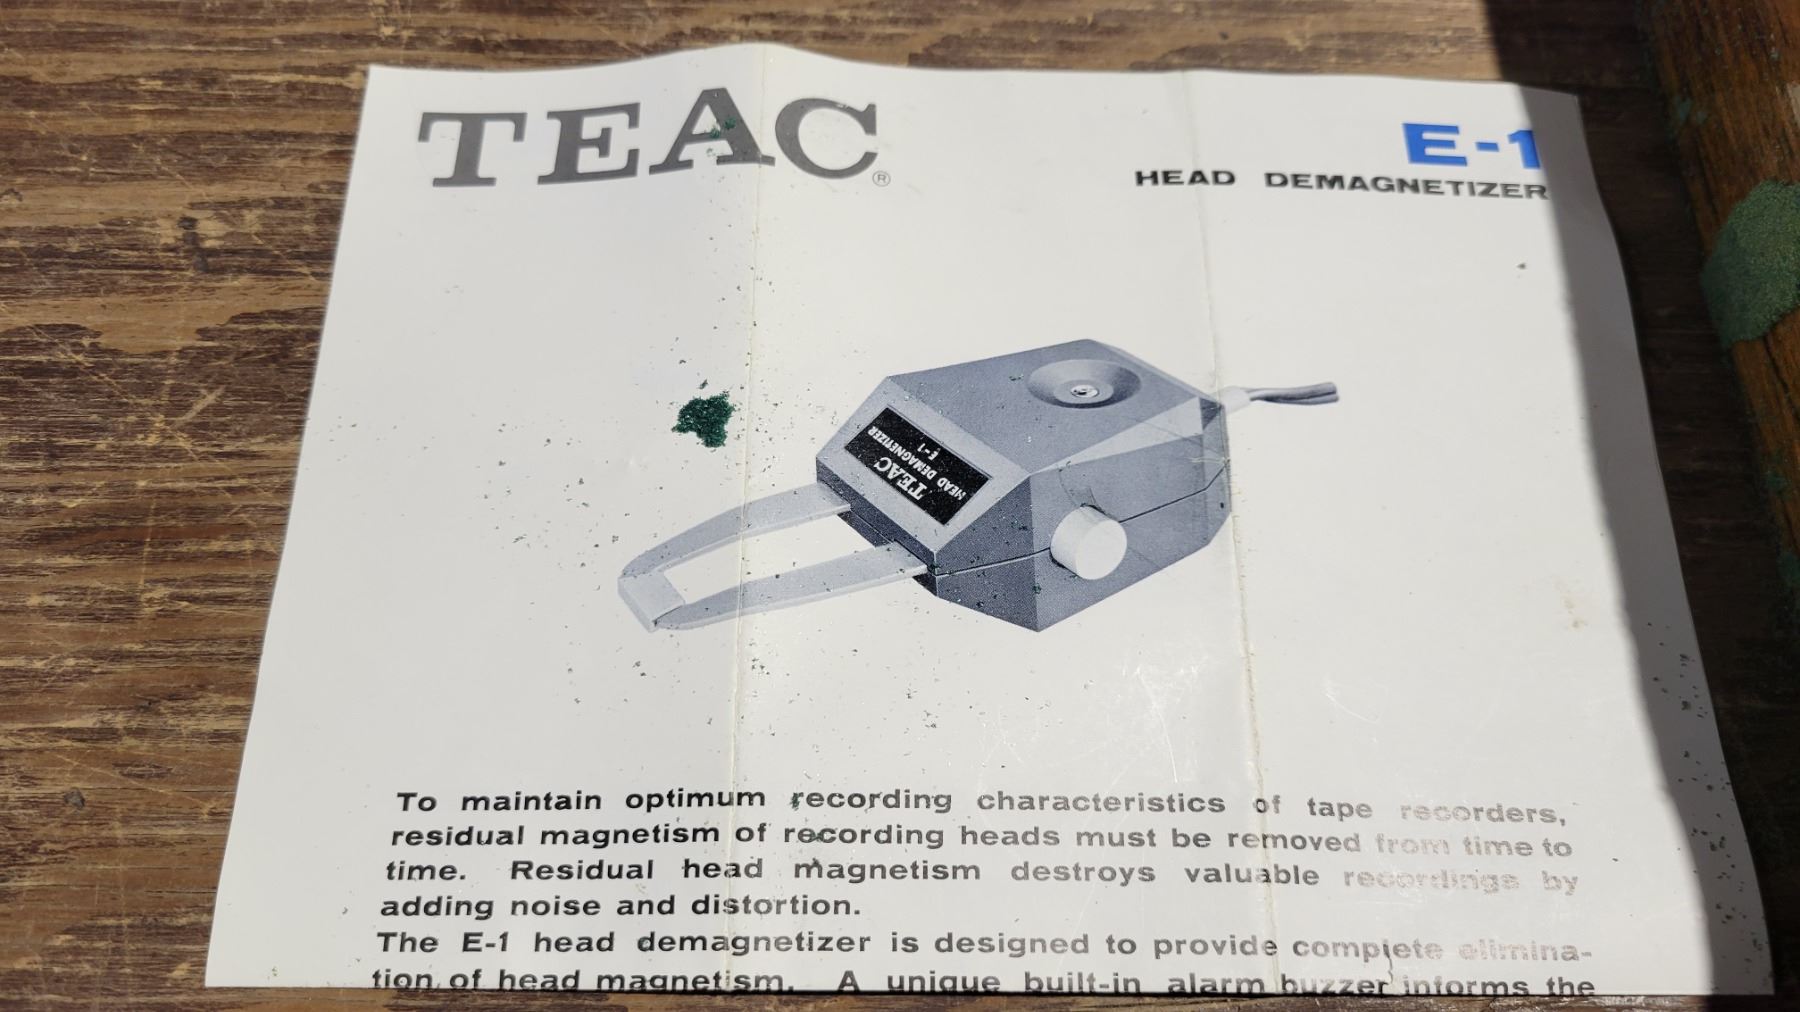 TEAC®
E-1
HEAD DEMAGNETIZER
TEAC
HEAD DEMAGNETIZER
E-1
To maintain optimum recording characteristics of tape recorders,
residual magnetism of recording heads must be removed from time to
time. Residual head magnetism destroys valuable recordings by
adding noise and distortion.
The E-1 head demagnetizer is designed to provide complete elimina-
tion of head magnetism. A unique built-in alarm buzzer informs the